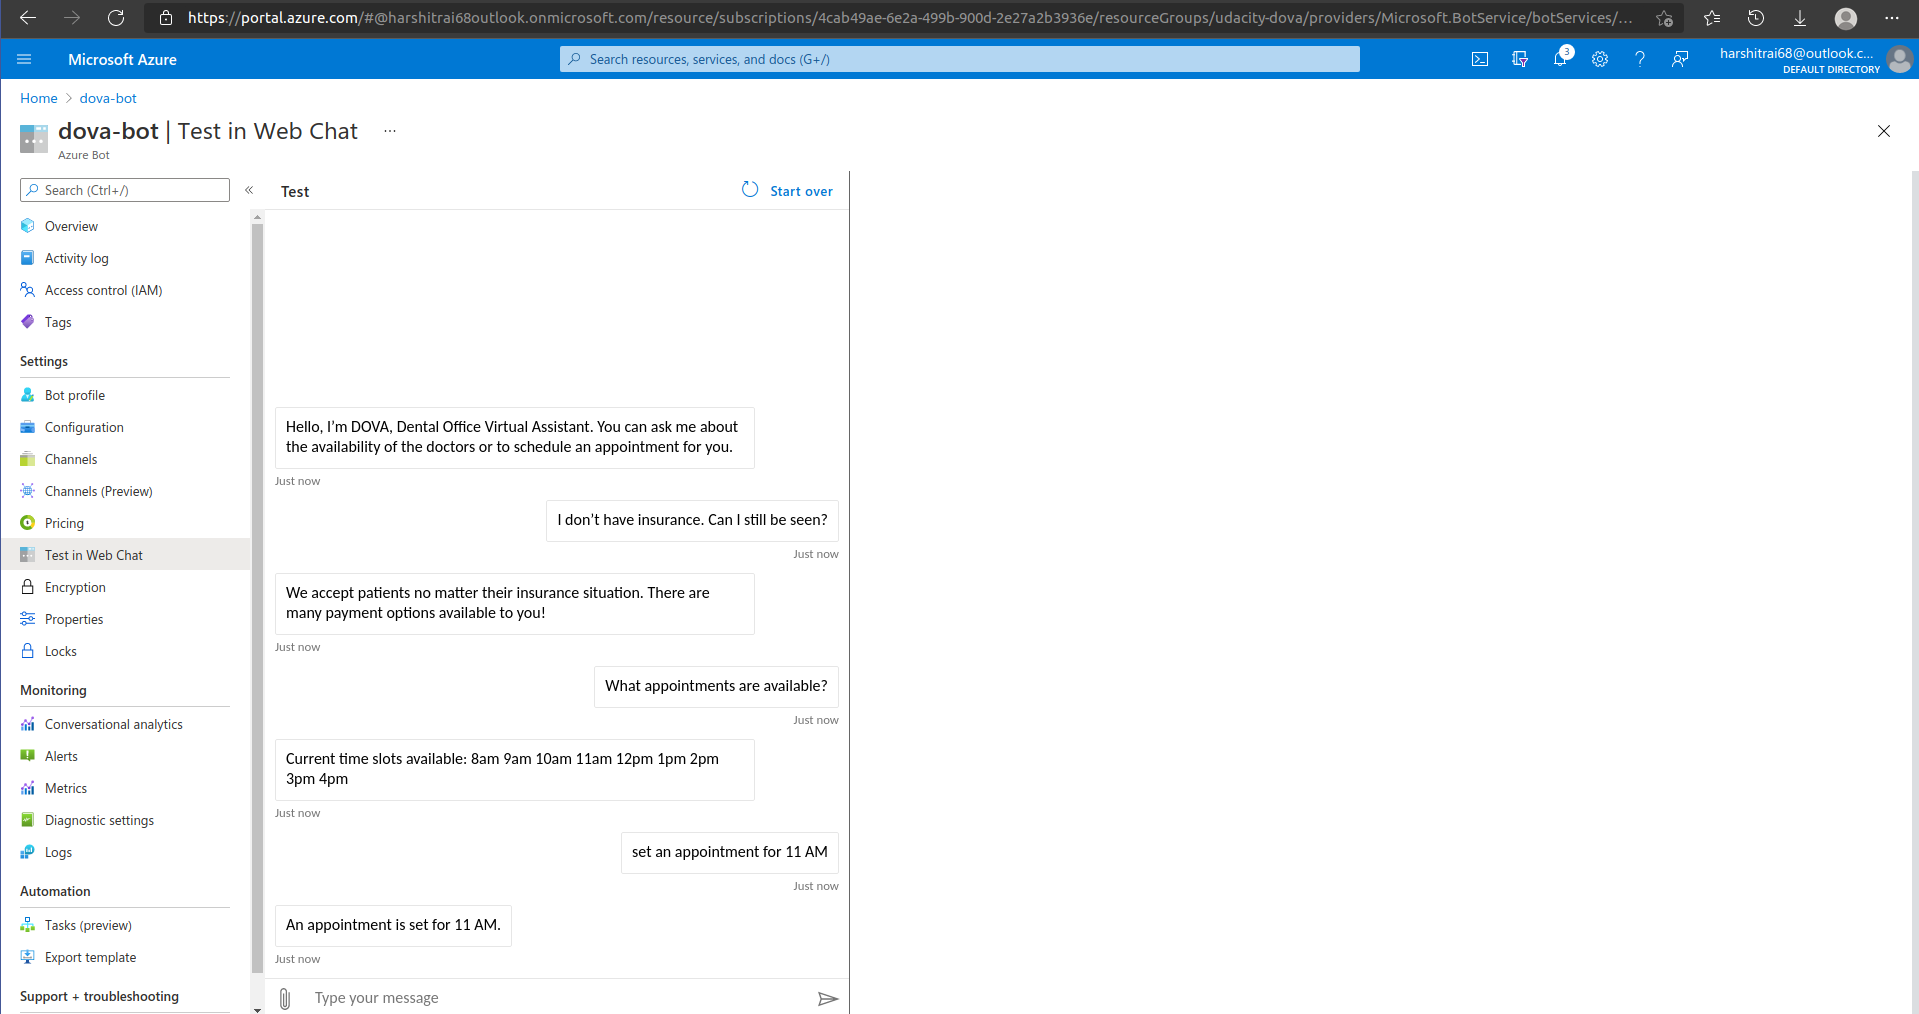 https://portal.azure.com/#@harshitrai68outlook.onmicrosoft.com/resource/subscriptions/4cab49ae-6e2a-499b-900d-2e27a2b3936e/resourceGroups/udacity-dova/providers/Microsoft.BotService/botServices/...
Microsoft Azure
Search resources, services, and docs (G+/)
3
harshitrai68@outlook.c...
DEFAULT DIRECTORY
Home > dova-bot
dova-bot | Test in Web Chat ...
Azure Bot
Search (Ctrl+/)
«
Overview
Activity log
Access control (IAM)
Tags
Settings
Bot profile
Configuration
Channels
Channels (Preview)
Pricing
Test in Web Chat
Encryption
Properties
Locks
Monitoring
Conversational analytics
Alerts
Metrics
Diagnostic settings
Logs
Automation
Tasks (preview)
Export template
Support + troubleshooting
Test
Start over
Hello, I’m DOVA, Dental Office Virtual Assistant. You can ask me about
the availability of the doctors or to schedule an appointment for you.
Just now
I don’t have insurance. Can I still be seen?
Just now
We accept patients no matter their insurance situation. There are
many payment options available to you!
Just now
What appointments are available?
Just now
Current time slots available: 8am 9am 10am 11am 12pm 1pm 2pm
3pm 4pm
Just now
set an appointment for 11 AM
Just now
An appointment is set for 11 AM.
Just now
Type your message